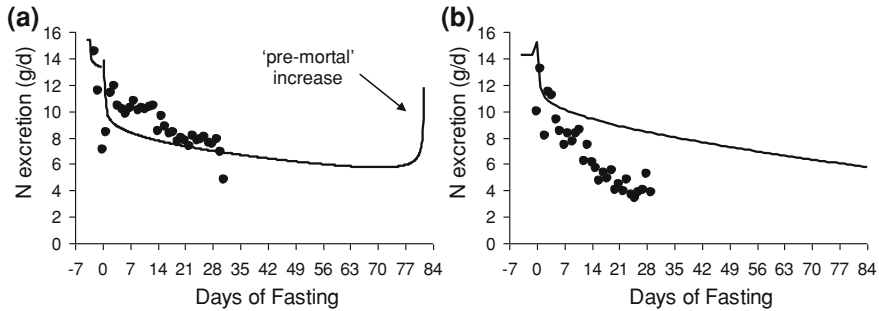 (a)
N excretion (g/d)
16
14
12
10
8
6
4
2
0
-7 0 7 14 21 28 35 42 49 56 63 70 77 84
Days of Fasting
'pre-mortal'
increase
(b)
N excretion (g/d)
16
14
12
10
8
6
4
2
0
-7 0 7 14 21 28 35 42 49 56 63 70 77 84
Days of Fasting